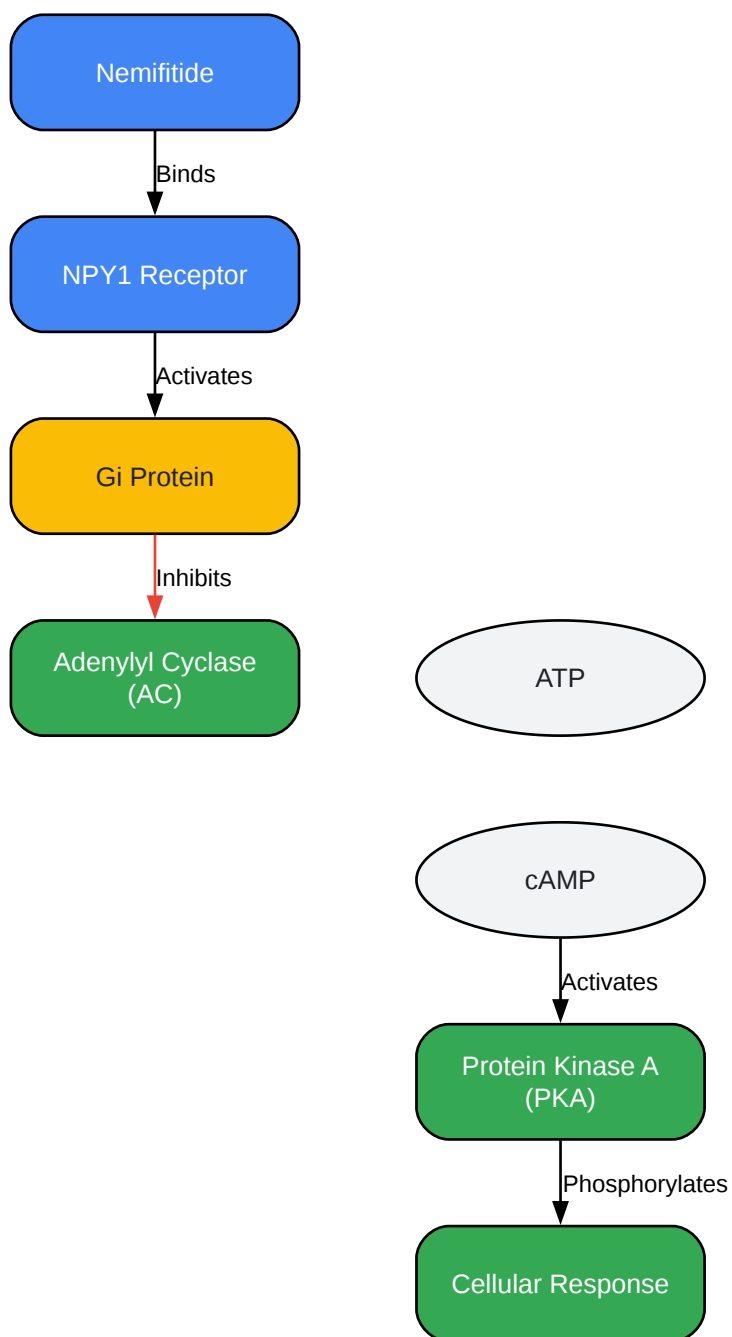 Nemifitide
Binds
NPY1 Receptor
Activates
Gi Protein
Inhibits
Adenylyl Cyclase
(AC)
ATP
cAMP
Activates
Protein Kinase A
(PKA)
Phosphorylates
Cellular Response